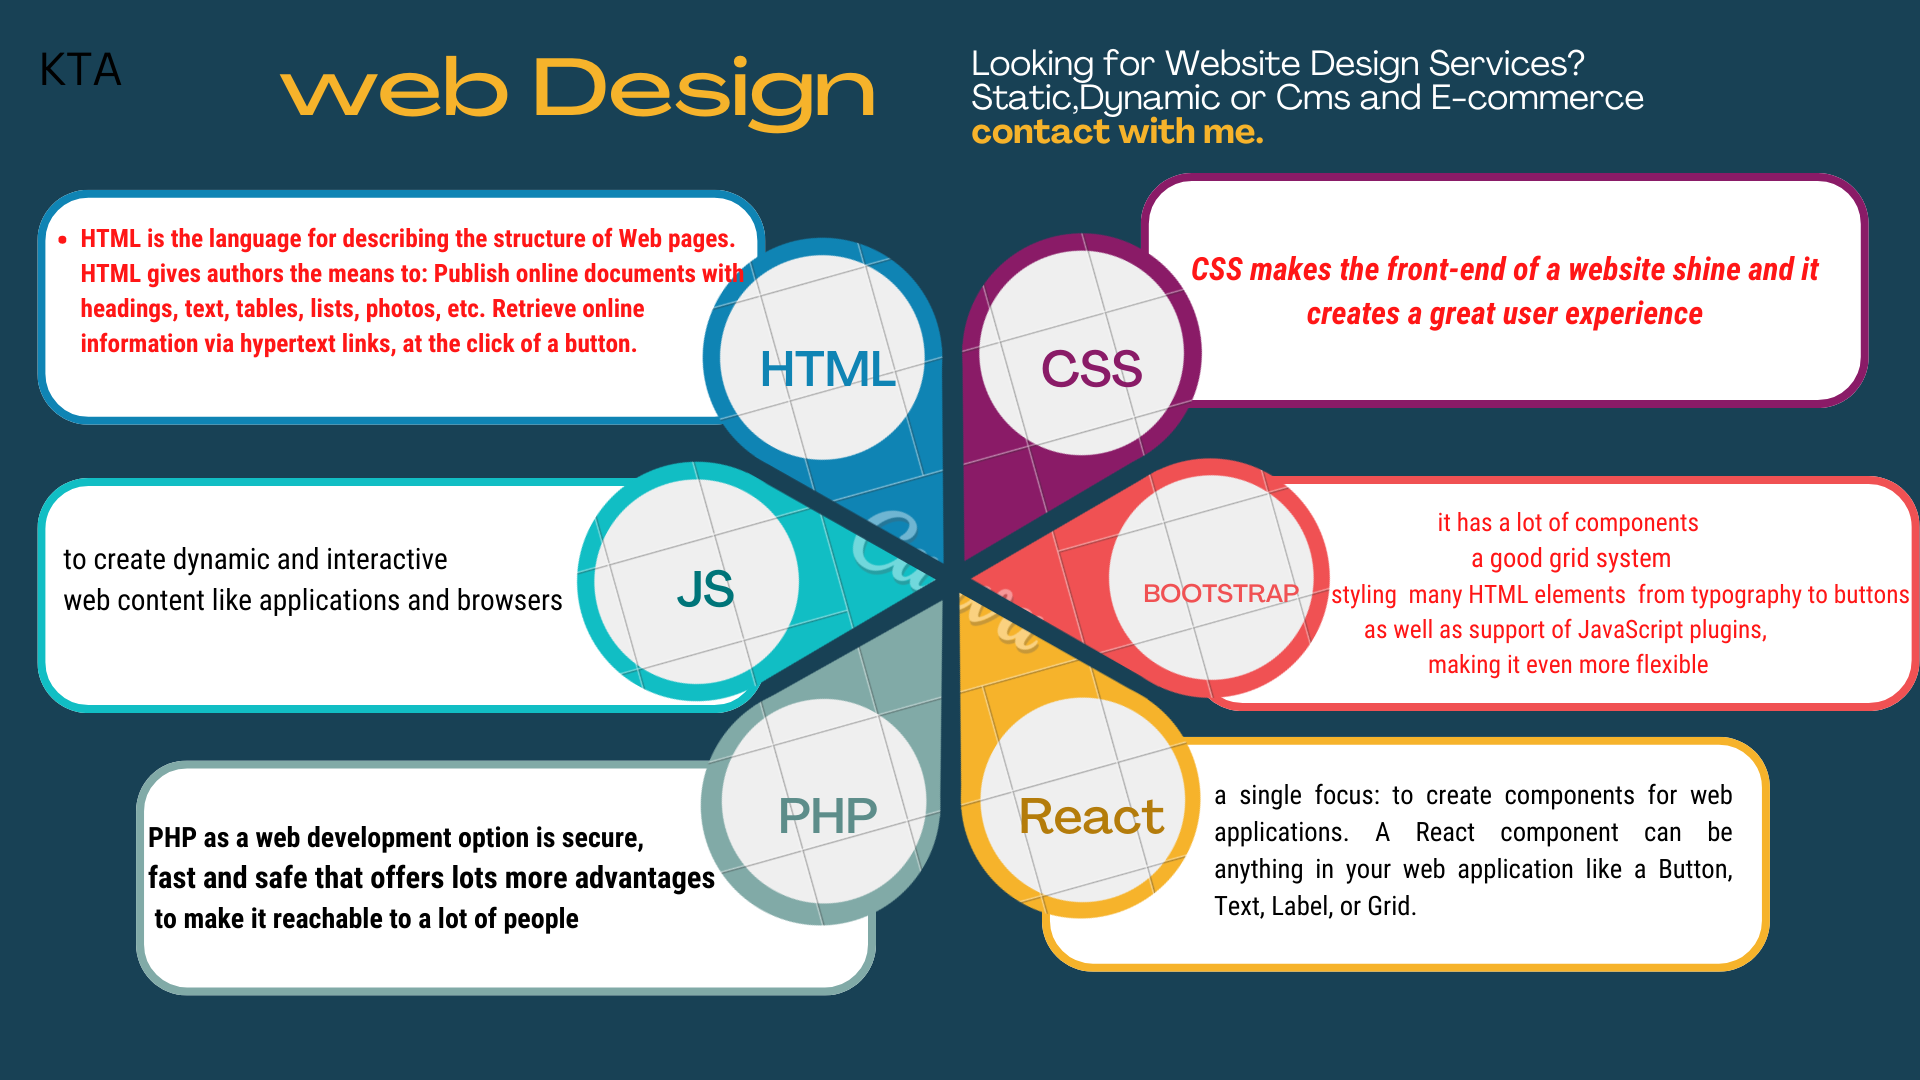 KTA
web Design
Looking for Website Design Services?
Static,Dynamic or Cms and E-commerce
contact with me.
• HTML is the language for describing the structure of Web pages.
HTML gives authors the means to: Publish online documents with
headings, text, tables, lists, photos, etc. Retrieve online
information via hypertext links, at the click of a button.
HTML
CSS
CSS makes the front-end of a website shine and it
creates a great user experience
to create dynamic and interactive
web content like applications and browsers
JS
Canva
BOOTSTRAP
it has a lot of components
a good grid system
styling many HTML elements from typography to buttons
as well as support of JavaScript plugins,
making it even more flexible
PHP as a web development option is secure,
fast and safe that offers lots more advantages
to make it reachable to a lot of people
PHP
React
a single focus: to create components for web
applications. A React component can be
anything in your web application like a Button,
Text, Label, or Grid.